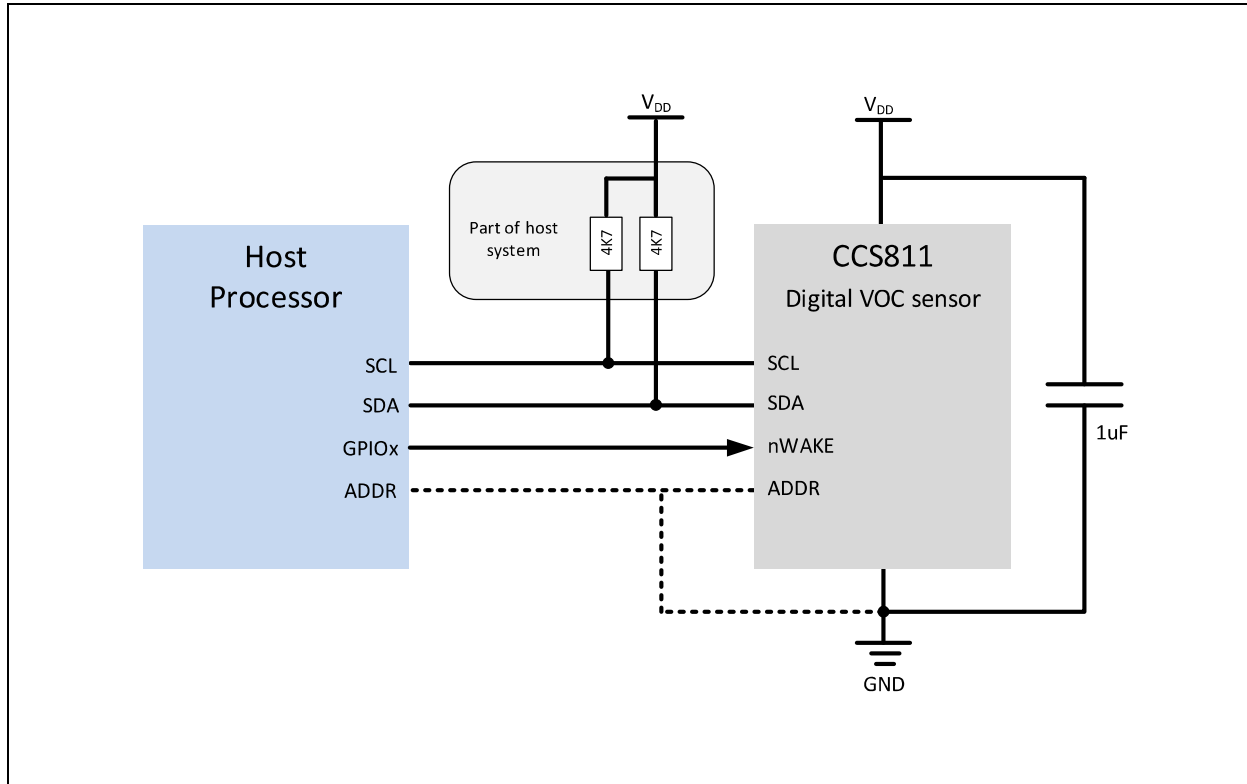 VDD
VDD
Part of host
system
4K7
4K7
Host
Processor
CCS811
Digital VOC sensor
SCL
SCL
SDA
SDA
GPIOx
nWAKE
ADDR
ADDR
1uF
GND